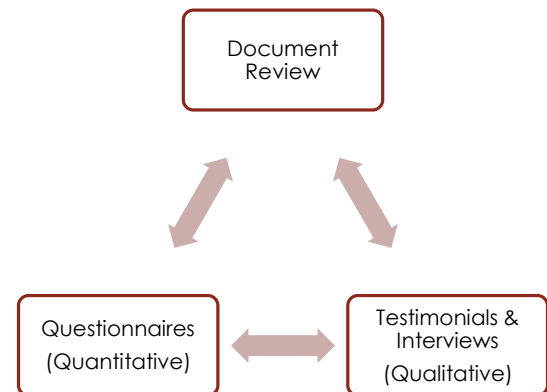 Document
Review
Questionnaires
(Quantitative)
Testimonials &
Interviews
(Qualitative)